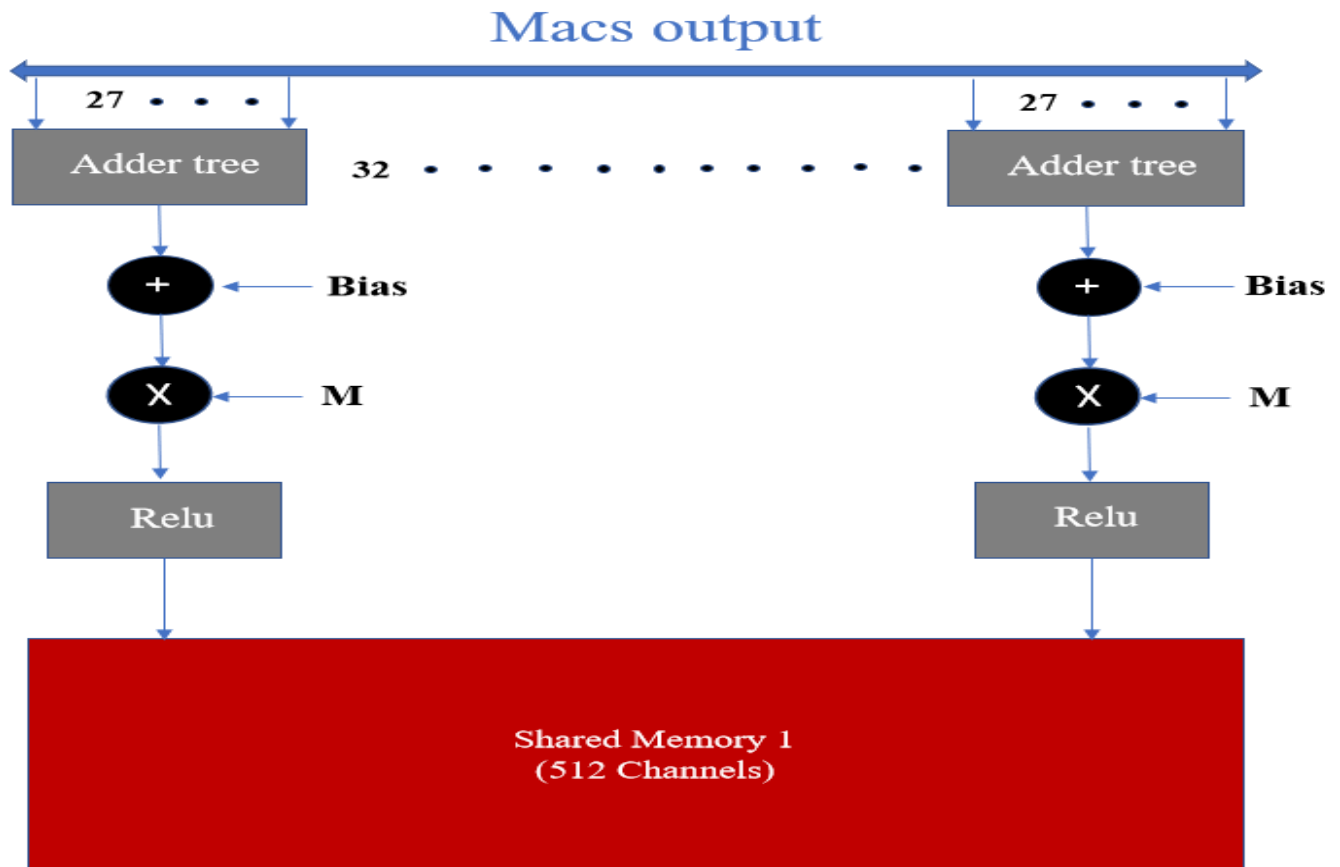 Macs output
27 • • •
27 • • •
Adder tree
32 • • • • • • • • •
Adder tree
+
Bias
+
Bias
X
M
X
M
Relu
Relu
Shared Memory 1
(512 Channels)